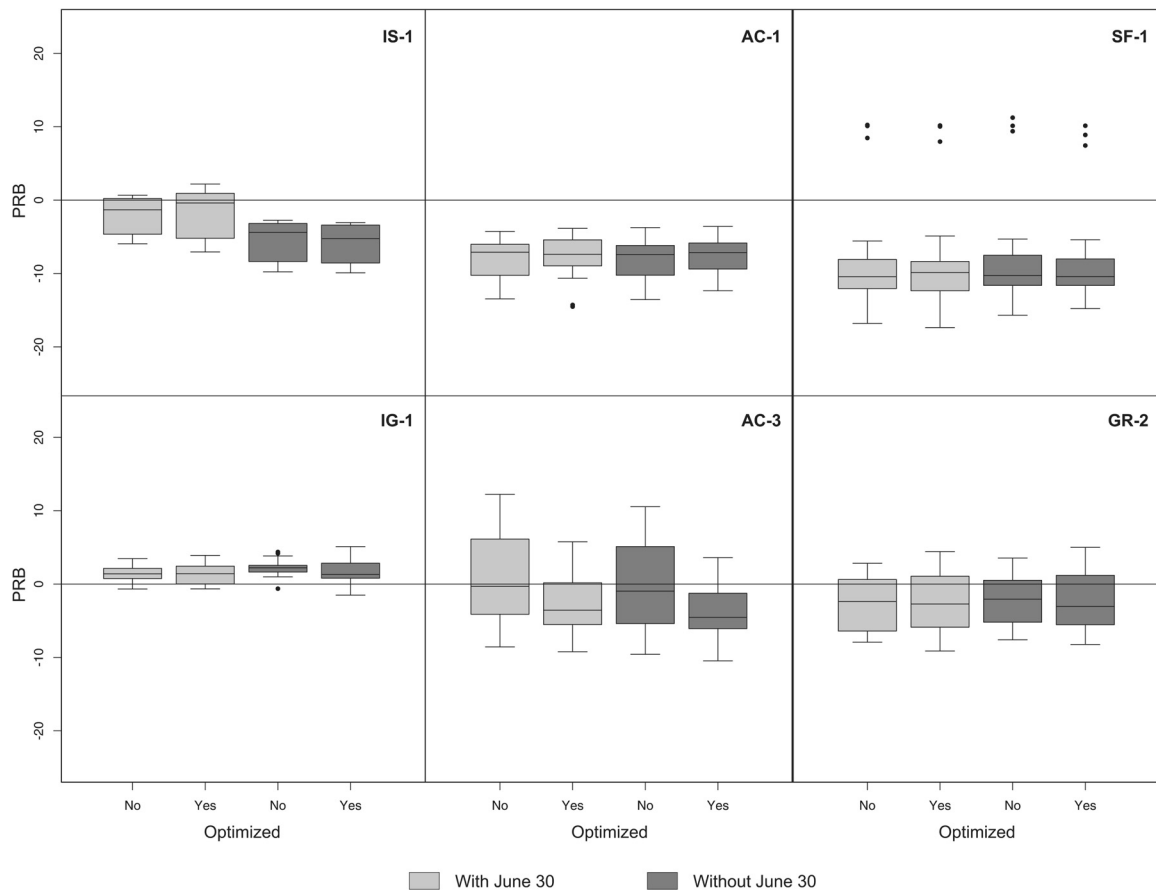 IS-1
AC-1
SF-1
20
10
0
-10
-20
PRB
IG-1
AC-3
GR-2
20
10
0
-10
-20
PRB
No Yes No Yes No Yes No Yes No Yes No Yes
Optimized Optimized Optimized
With June 30 Without June 30